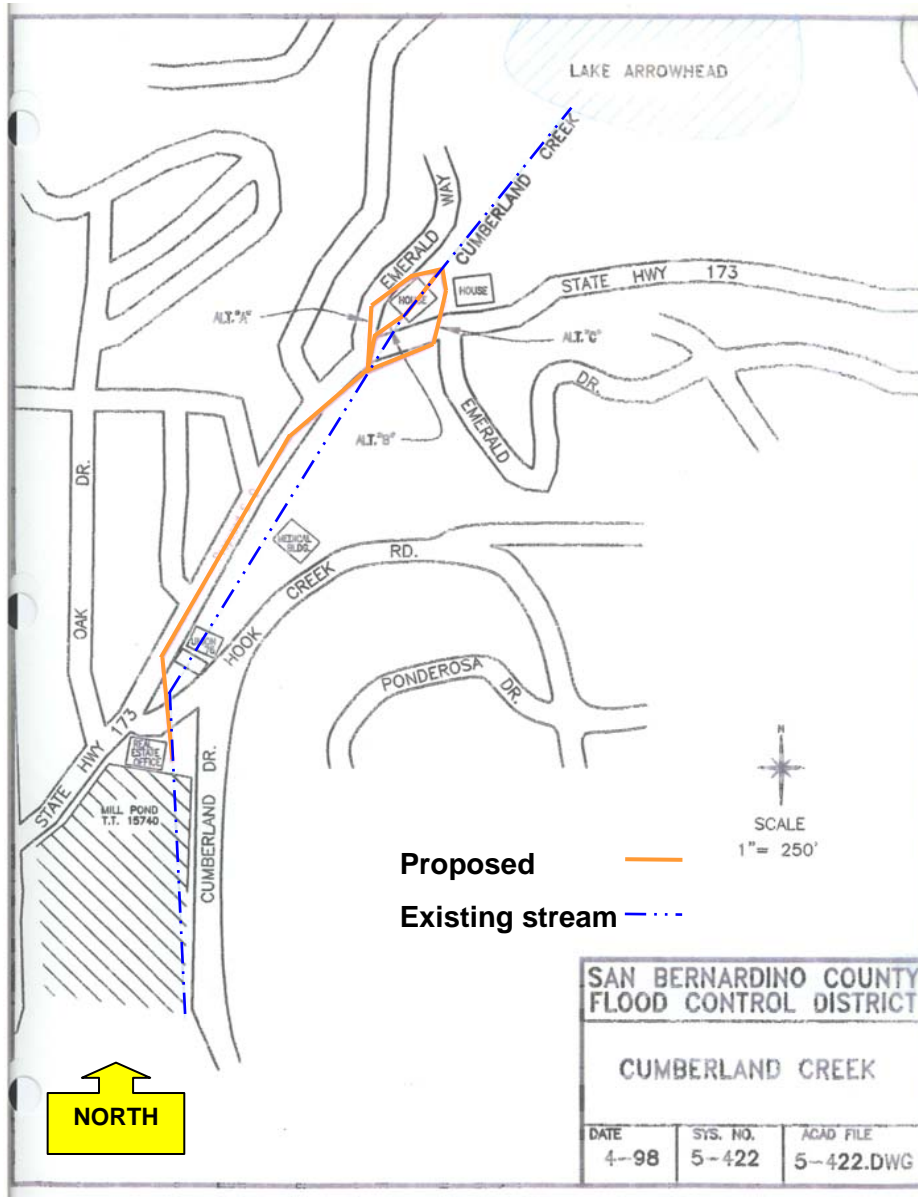 LAKE ARROWHEAD
CUMBERLAND CREEK
EMERALD WAY
HOUSE
HOUSE
STATE HWY 173
ALT. "A"
ALT. "C"
ALT. "B"
EMERALD DR.
OAK DR.
MEDICAL
BLDG.
HOOK CREEK RD.
PONDEROSA DR.
STATE HWY 173
REAL
ESTATE
OFFICE
MILL POND
T.T. 15740
CUMBERLAND DR.
N
SCALE
1"= 250'
Proposed
Existing stream
NORTH
SAN BERNARDINO COUNTY
FLOOD CONTROL DISTRICT
CUMBERLAND CREEK
DATE
4-98
SYS. NO.
5-422
ACAD FILE
5-422.DWG